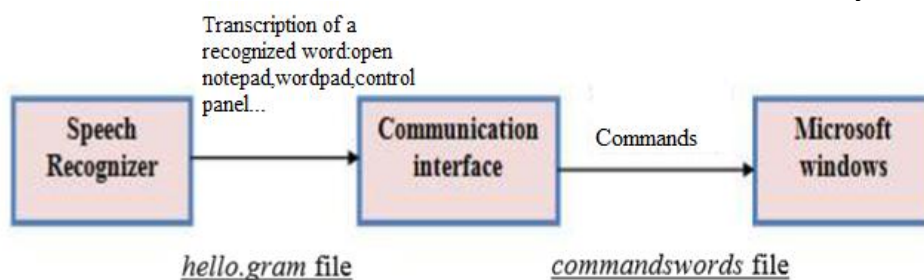 Transcription of a
recognized word:open
notepad,wordpad,control
panel...
Speech
Recognizer
Communication
interface
Commands
Microsoft
windows
hello.gram file
commandswords file